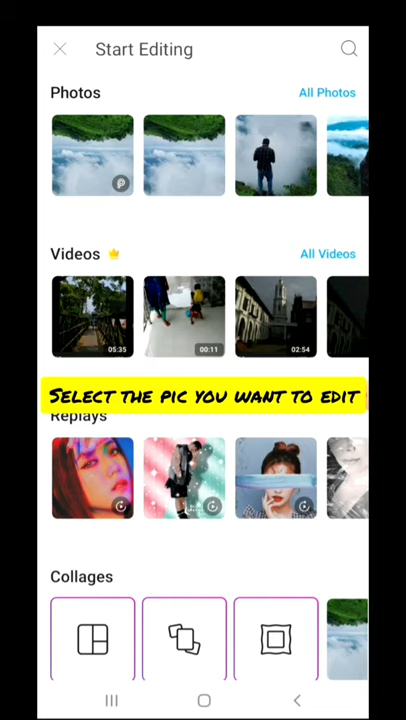 Start Editing
Photos
All Photos
Videos
All Videos
05:35
00:11
02:54
SELECT THE PIC YOU WANT TO EDIT
Replays
Collages